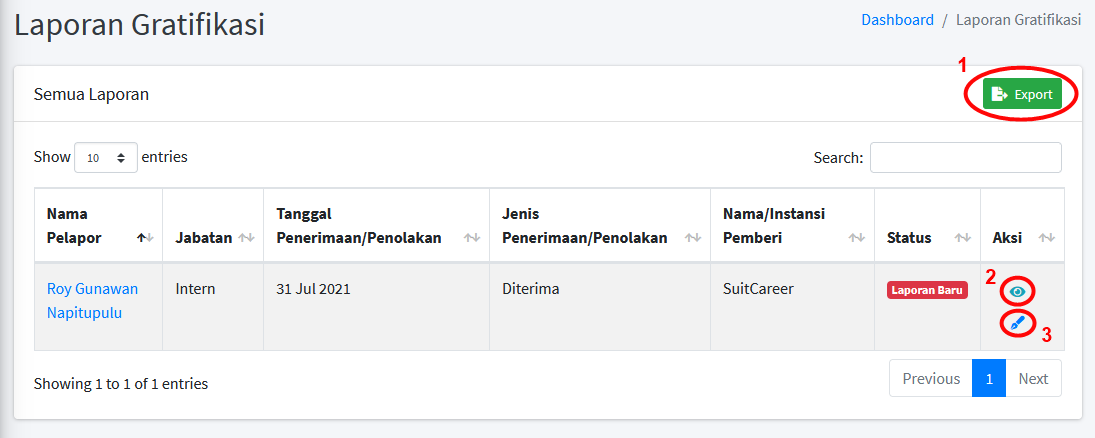 Laporan Gratifikasi
Dashboard / Laporan Gratifikasi
1
Semua Laporan
Export
Show 10 entries
Search:
Nama
Pelapor
Jabatan
Tanggal
Penerimaan/Penolakan
Jenis
Penerimaan/Penolakan
Nama/Instansi
Pemberi
Status
Aksi
Roy Gunawan
Napitupulu
Intern
31 Jul 2021
Diterima
SuitCareer
Laporan Baru
2
3
Showing 1 to 1 of 1 entries
Previous 1 Next